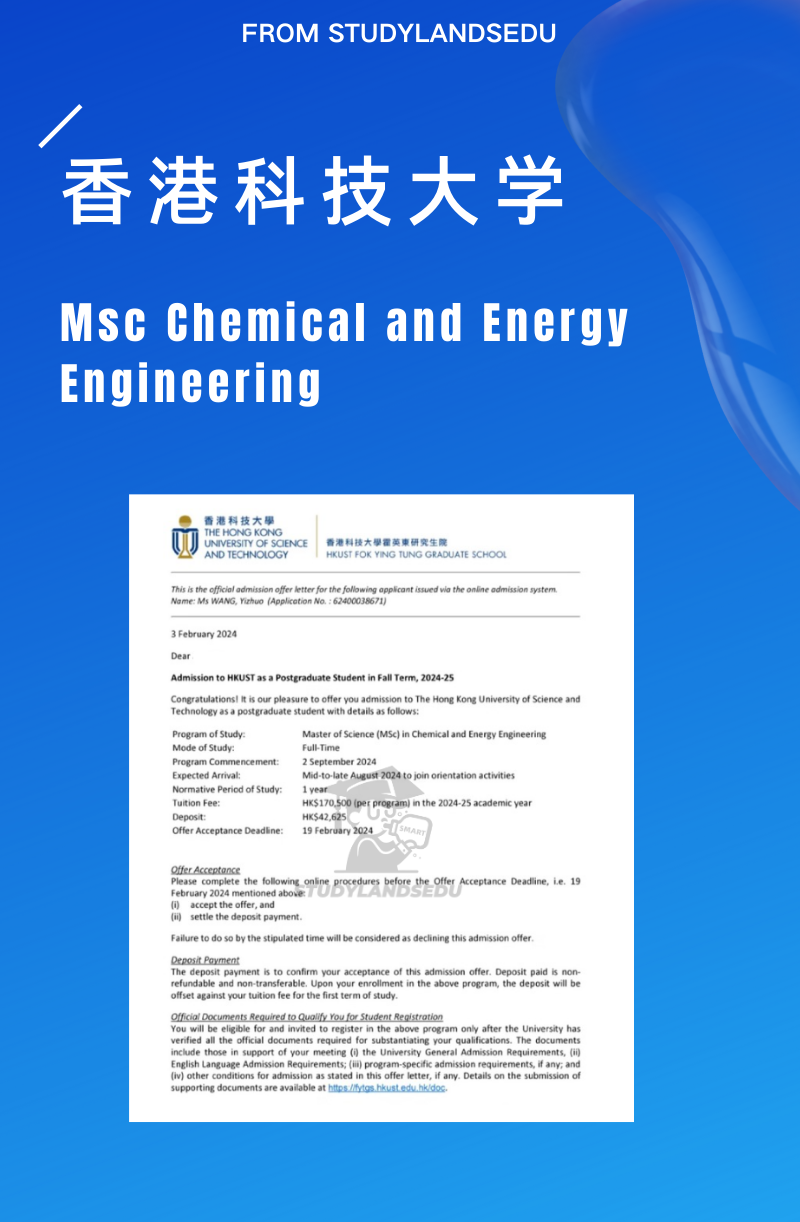 FROM STUDYLANDSEDU
香港科技大学
Msc Chemical and Energy
Engineering
香港科技大學
THE HONG KONG
UNIVERSITY OF SCIENCE
AND TECHNOLOGY
香港科技大學霍英東研究生院
HKUST FOK YING TUNG GRADUATE SCHOOL
This is the official admission offer letter for the following applicant issued via the online admission system.
Name: Ms WANG, Yizhuo (Application No. : 62400038671)
3 February 2024
Dear
Admission to HKUST as a Postgraduate Student in Fall Term, 2024-25
Congratulations! It is our pleasure to offer you admission to The Hong Kong University of Science and
Technology as a postgraduate student with details as follows:
Program of Study: Master of Science (MSc) in Chemical and Energy Engineering
Mode of Study: Full-Time
Program Commencement: 2 September 2024
Expected Arrival: Mid-to-late August 2024 to join orientation activities
Normative Period of Study: 1 year
Tuition Fee: HK$170,500 (per program) in the 2024-25 academic year
Deposit: HK$42,625
Offer Acceptance Deadline: 19 February 2024
SMART
Offer Acceptance
Please complete the following online procedures before the Offer Acceptance Deadline, i.e. 19
February 2024 mentioned above:
STUDYLANDSEDU
(i) accept the offer, and
(ii) settle the deposit payment.
Failure to do so by the stipulated time will be considered as declining this admission offer.
Deposit Payment
The deposit payment is to confirm your acceptance of this admission offer. Deposit paid is non-
refundable and non-transferable. Upon your enrollment in the above program, the deposit will be
offset against your tuition fee for the first term of study.
Official Documents Required to Qualify You for Student Registration
You will be eligible for and invited to register in the above program only after the University has
verified all the official documents required for substantiating your qualifications. The documents
include those in support of your meeting (i) the University General Admission Requirements, (ii)
English Language Admission Requirements; (iii) program-specific admission requirements, if any; and
(iv) other conditions for admission as stated in this offer letter, if any. Details on the submission of
supporting documents are available at https://fytgs.hkust.edu.hk/doc.